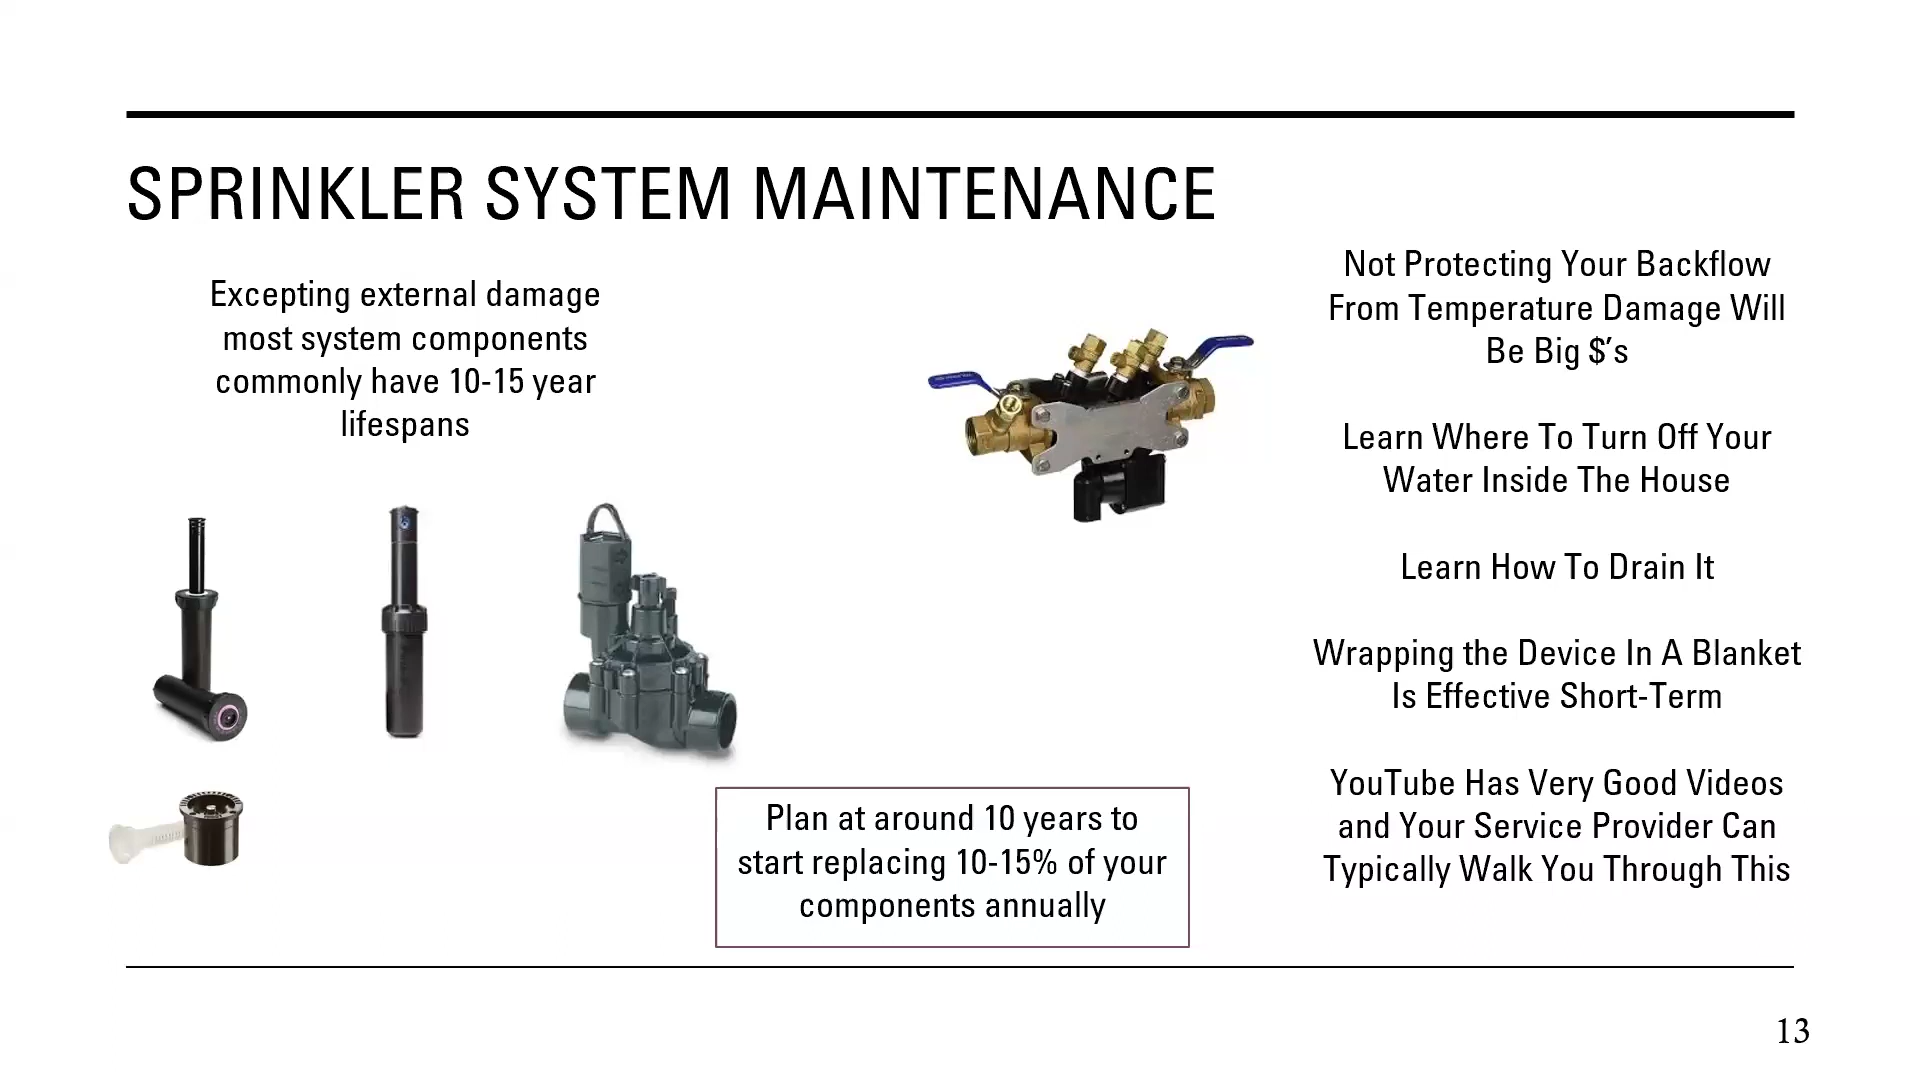 SPRINKLER SYSTEM MAINTENANCE
Excepting external damage
most system components
commonly have 10-15 year
lifespans
Plan at around 10 years to
start replacing 10-15% of your
components annually
Not Protecting Your Backflow
From Temperature Damage Will
Be Big $'s
Learn Where To Turn Off Your
Water Inside The House
Learn How To Drain It
Wrapping the Device In A Blanket
Is Effective Short-Term
YouTube Has Very Good Videos
and Your Service Provider Can
Typically Walk You Through This
13